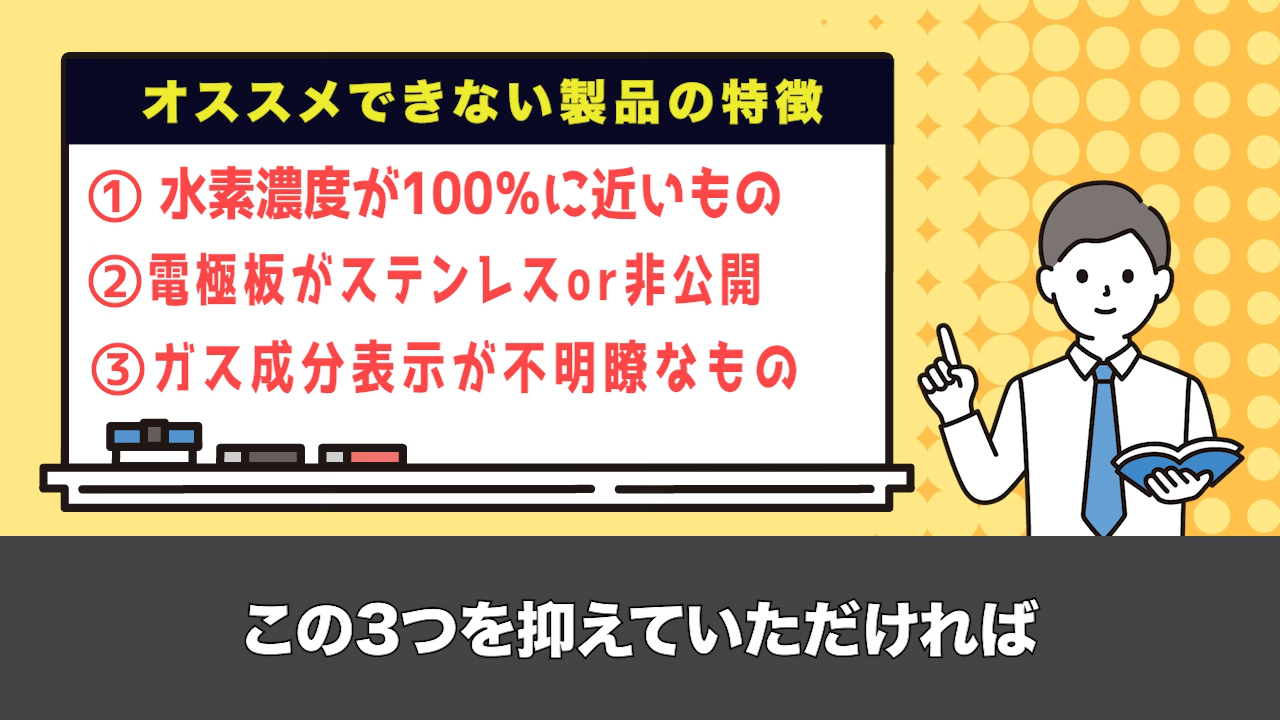 オススメできない製品の特徴
① 水素濃度が100%に近いもの
②電極板がステンレスor非公開
③ガス成分表示が不明瞭なもの
この3つを抑えていただければ